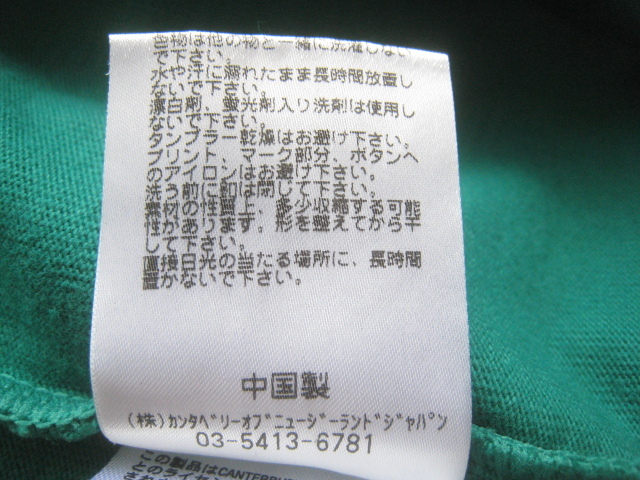 色物は他の物と一緒に洗濯しない
で下さい。
水や汗に濡れたまま長時間放置し
ないで下さい。
漂白剤、蛍光剤入り洗剤は使用し
ないで下さい。
タンブラー乾燥はお避け下さい。
プリント、マーク部分、ボタンへ
のアイロンはお避け下さい。
洗う前に釦は閉じて下さい。
素材の性質上、多少収縮する可能
性があります。形を整えてから干
して下さい。
直接日光の当たる場所に、長時間
置かないで下さい。
中国製
(株)カンタベリーオブニュージーランドジャパン
03-5413-6781
この製品はCANTERBU
とのライセン